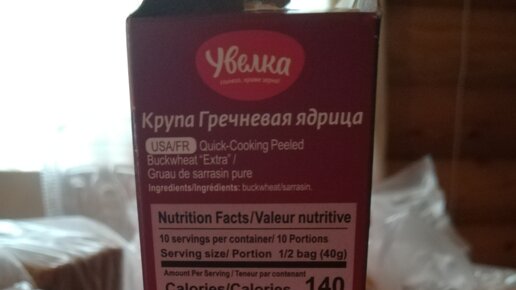 Увелка
Крупа Гречневая ядрица
USA/FR Quick-Cooking Peeled
Buckwheat "Extra"/
Gruau de sarrasin pure
Ingredients/Ingrédients: buckwheat/sarrasin.
Nutrition Facts/Valeur nutritive
10 servings per container/ 10 Portions
Serving size/ Portion 1/2 bag (40g)
Amount Per Serving / Teneur par contenant
Calories/Calories 140